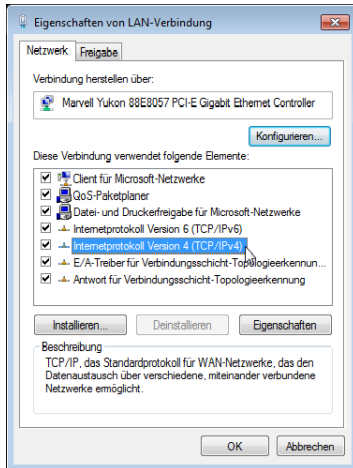 Eigenschaften von LAN-Verbindung
Netzwerk Freigabe
Verbindung herstellen über:
Marvell Yukon 88E8057 PCI-E Gigabit Ethernet Controller
Konfigurieren...
Diese Verbindung verwendet folgende Elemente:
Client für Microsoft-Netzwerke
QoS-Paketplaner
Datei- und Druckerfreigabe für Microsoft-Netzwerke
Internetprotokoll Version 6 (TCP/IPv6)
Internetprotokoll Version 4 (TCP/IPv4)
E/A-Treiber für Verbindungsschicht-Topologieerkennun...
Antwort für Verbindungsschicht-Topologieerkennung
Installieren... Deinstallieren Eigenschaften
Beschreibung
TCP/IP, das Standardprotokoll für WAN-Netzwerke, das den
Datenaustausch über verschiedene, miteinander verbundene
Netzwerke ermöglicht.
OK Abbrechen